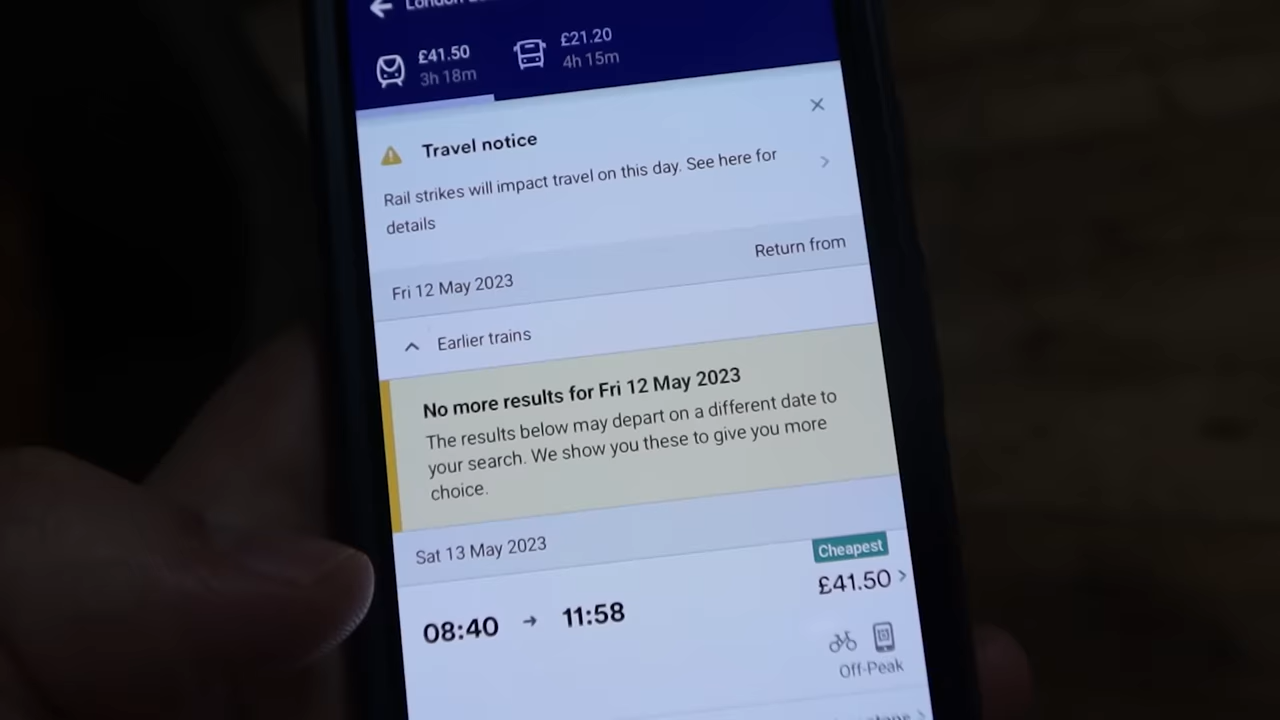 London
£41.50
3h 18m
£21.20
4h 15m
Travel notice
Rail strikes will impact travel on this day. See here for
details
Return from
Fri 12 May 2023
Earlier trains
No more results for Fri 12 May 2023
The results below may depart on a different date to
your search. We show you these to give you more
choice.
Sat 13 May 2023
Cheapest
£41.50
08:40 → 11:58
Off-Peak